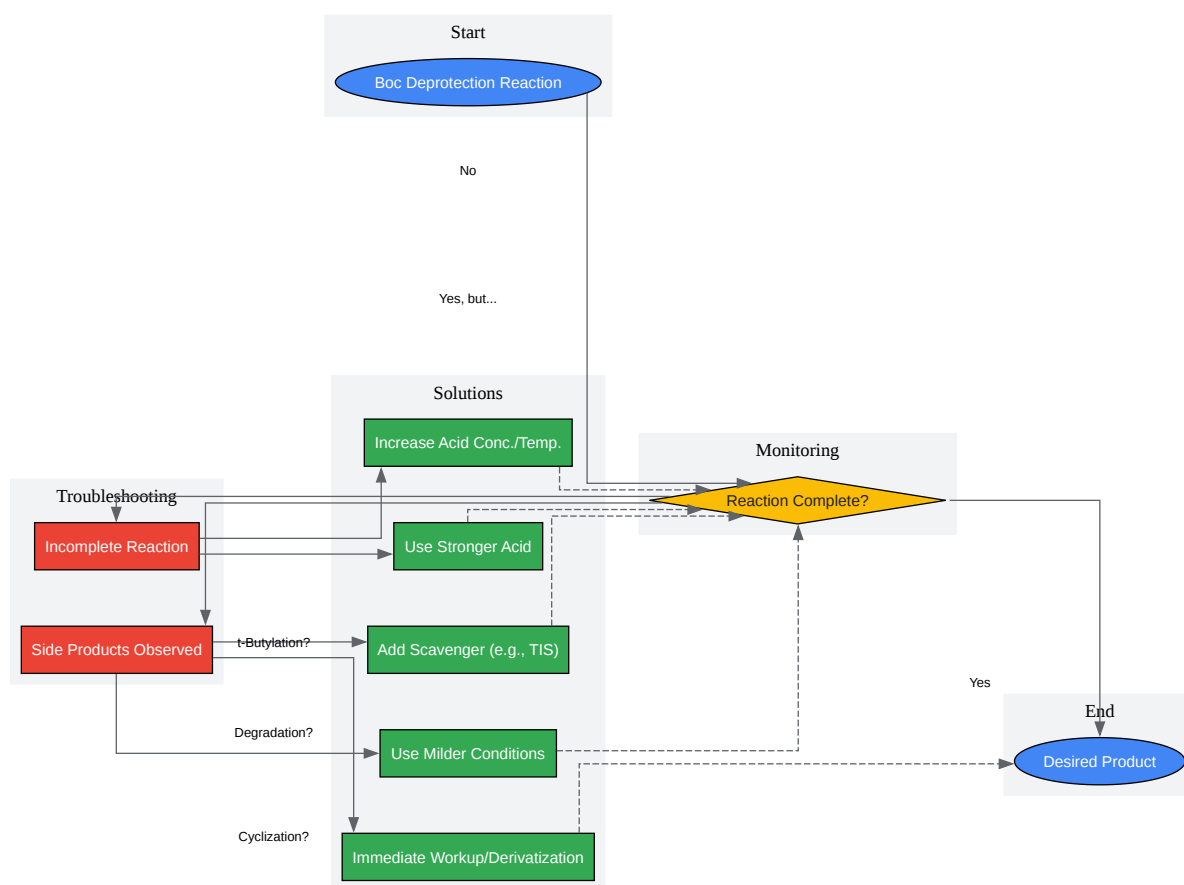 Start
Boc Deprotection Reaction
No
Yes, but...
Solutions
Increase Acid Conc./Temp.
Monitoring
Reaction Complete?
Troubleshooting
Incomplete Reaction
Use Stronger Acid
Side Products Observed
t-Butylation?
Add Scavenger (e.g., TIS)
Yes
End
Degradation?
Use Milder Conditions
Desired Product
Cyclization?
Immediate Workup/Derivatization